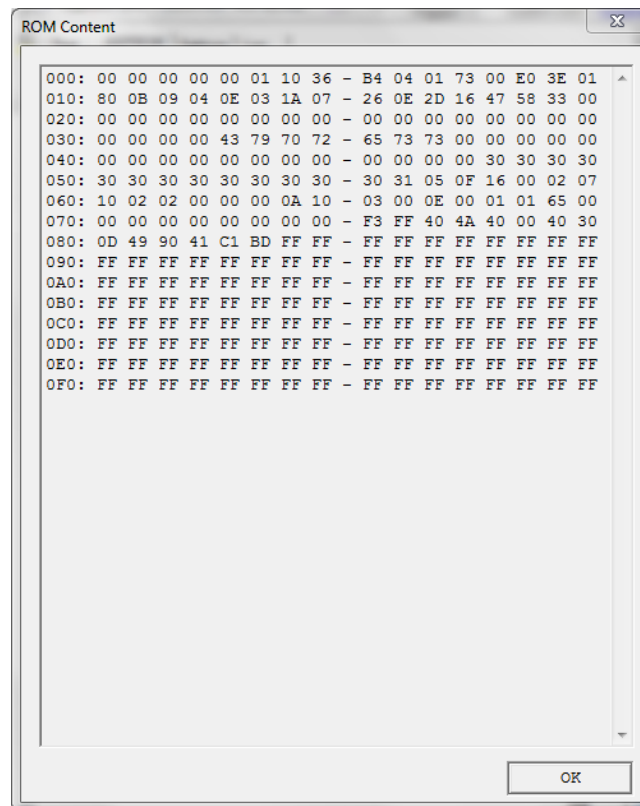 ROM Content
000: 00 00 00 00 00 01 10 36 - B4 04 01 73 00 E0 3E 01
010: 80 0B 09 04 0E 03 1A 07 - 26 0E 2D 16 47 58 33 00
020: 00 00 00 00 00 00 00 00 - 00 00 00 00 00 00 00 00
030: 00 00 00 00 43 79 70 72 - 65 73 73 00 00 00 00 00
040: 00 00 00 00 00 00 00 00 - 00 00 00 00 30 30 30 30
050: 30 30 30 30 30 30 30 30 - 30 31 05 0F 16 00 02 07
060: 10 02 02 00 00 00 0A 10 - 03 00 0E 00 01 01 65 00
070: 00 00 00 00 00 00 00 00 - F3 FF 40 4A 40 00 40 30
080: 0D 49 90 41 C1 BD FF FF - FF FF FF FF FF FF FF FF
090: FF FF FF FF FF FF FF FF - FF FF FF FF FF FF FF FF
0A0: FF FF FF FF FF FF FF FF - FF FF FF FF FF FF FF FF
0B0: FF FF FF FF FF FF FF FF - FF FF FF FF FF FF FF FF
0C0: FF FF FF FF FF FF FF FF - FF FF FF FF FF FF FF FF
0D0: FF FF FF FF FF FF FF FF - FF FF FF FF FF FF FF FF
0E0: FF FF FF FF FF FF FF FF - FF FF FF FF FF FF FF FF
0F0: FF FF FF FF FF FF FF FF - FF FF FF FF FF FF FF FF
OK